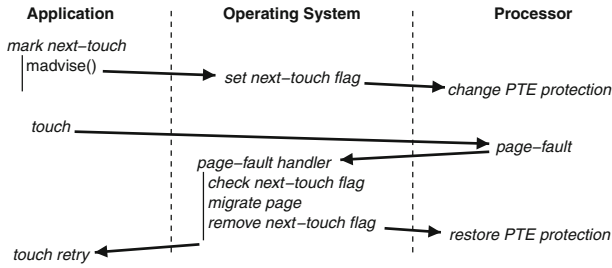 Application Operating System Processor
mark next−touch
madvise()
set next−touch flag
change PTE protection
touch
page−fault
page−fault handler
check next−touch flag
migrate page
remove next−touch flag
restore PTE protection
touch retry